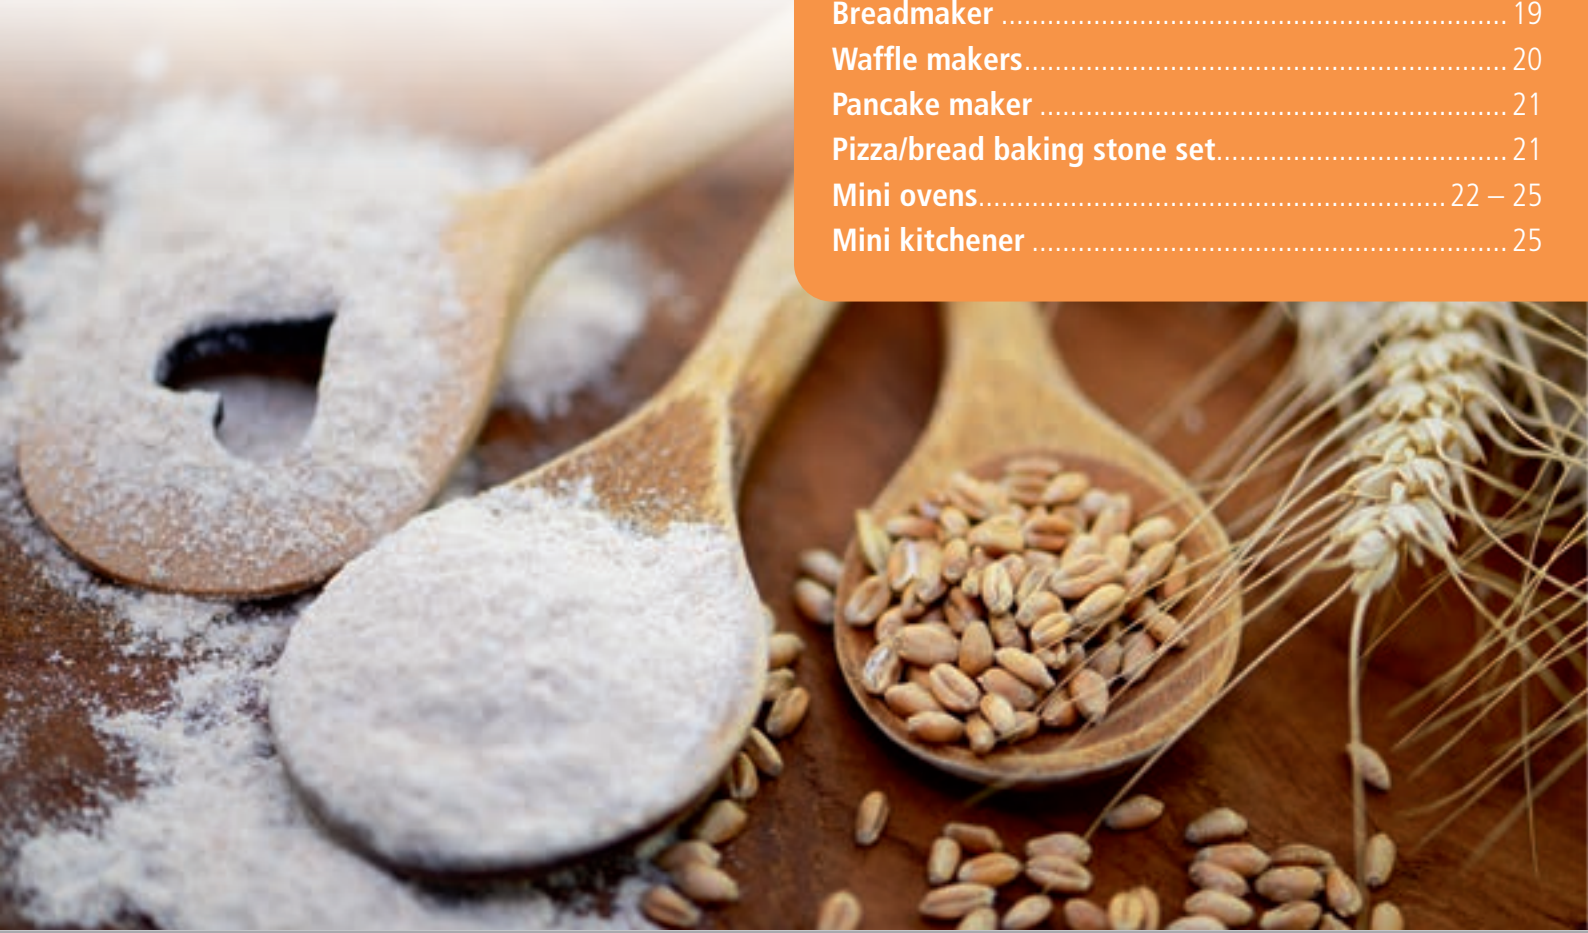 Breadmaker .................................................................. 19
Waffle makers............................................................... 20
Pancake maker ............................................................. 21
Pizza/bread baking stone set...................................... 21
Mini ovens............................................................. 22 – 25
Mini kitchener .............................................................. 25